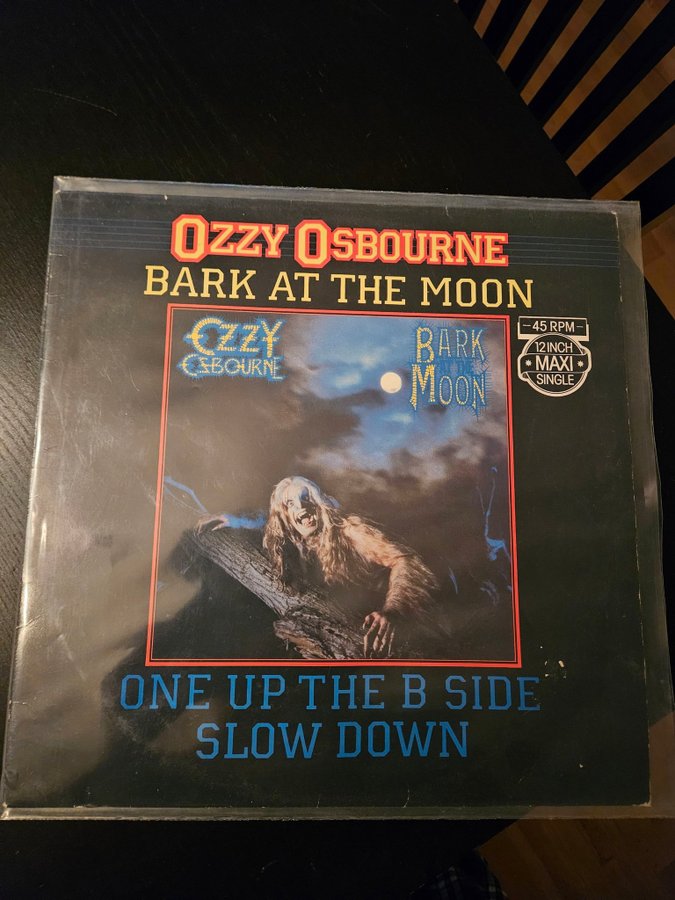 OZZY OSBOURNE
BARK AT THE MOON
OZZY
OSBOURNE
BARK
AT THE
MOON
45 RPM
12 INCH
MAXI
SINGLE
ONE UP THE B SIDE
SLOW DOWN